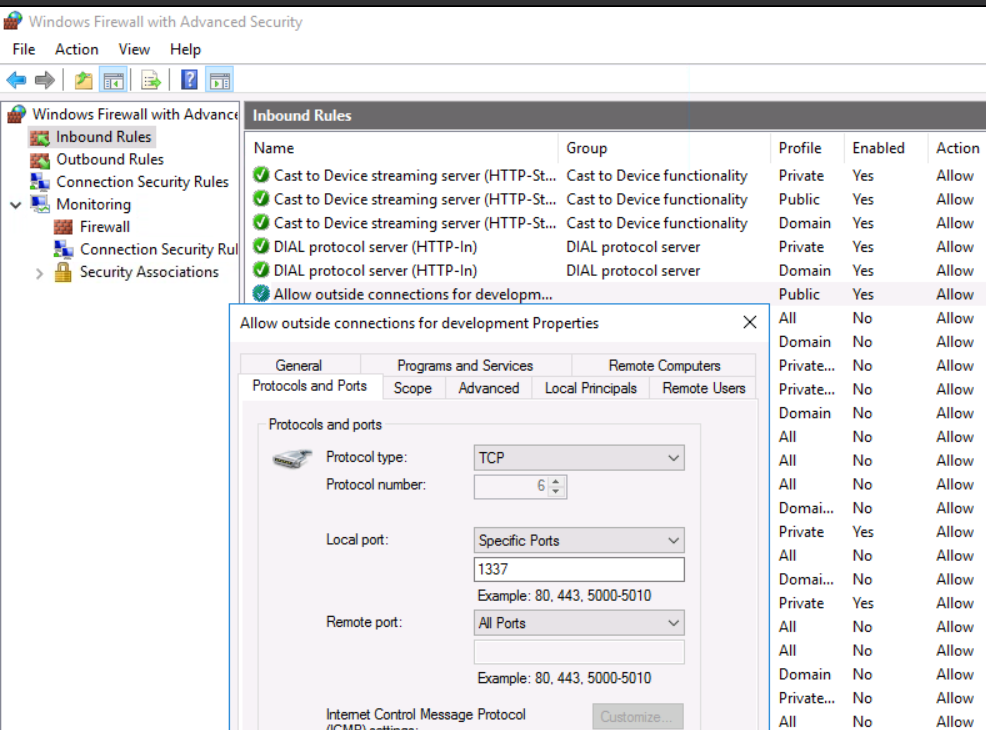 Windows Firewall with Advanced Security
File Action View Help
Windows Firewall with Advance
Inbound Rules
Outbound Rules
Connection Security Rules
Monitoring
Firewall
Connection Security Rul
Security Associations
Inbound Rules
Name Group Profile Enabled Action
Cast to Device streaming server (HTTP-St... Cast to Device functionality Private Yes Allow
Cast to Device streaming server (HTTP-St... Cast to Device functionality Public Yes Allow
Cast to Device streaming server (HTTP-St... Cast to Device functionality Domain Yes Allow
DIAL protocol server (HTTP-In) DIAL protocol server Private Yes Allow
DIAL protocol server (HTTP-In) DIAL protocol server Domain Yes Allow
Allow outside connections for developm... Public Yes Allow
All No Allow
Domain No Allow
Private... No Allow
Private... No Allow
Domain No Allow
All No Allow
All No Allow
All No Allow
Domai... No Allow
Private Yes Allow
All No Allow
Domai... No Allow
Private Yes Allow
All No Allow
All No Allow
Domain No Allow
Private... No Allow
All No Allow
Allow outside connections for development Properties
General Programs and Services Remote Computers
Protocols and Ports Scope Advanced Local Principals Remote Users
Protocols and ports
Protocol type: TCP
Protocol number: 6
Local port: Specific Ports
1337
Example: 80, 443, 5000-5010
Remote port: All Ports
Example: 80, 443, 5000-5010
Internet Control Message Protocol Customize...
(ICMP) settings: